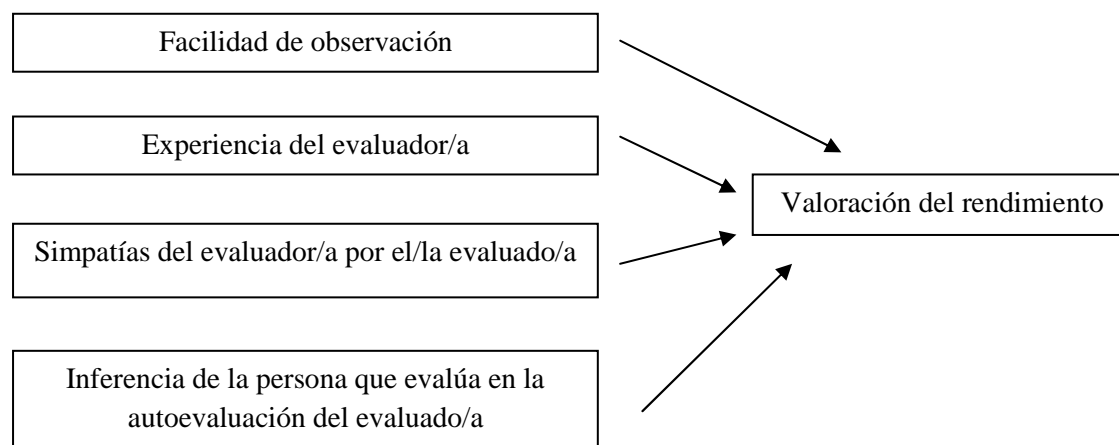 Facilidad de observación
Experiencia del evaluador/a
Valoración del rendimiento
Simpatías del evaluador/a por el/la evaluado/a
Inferencia de la persona que evalúa en la
autoevaluación del evaluado/a